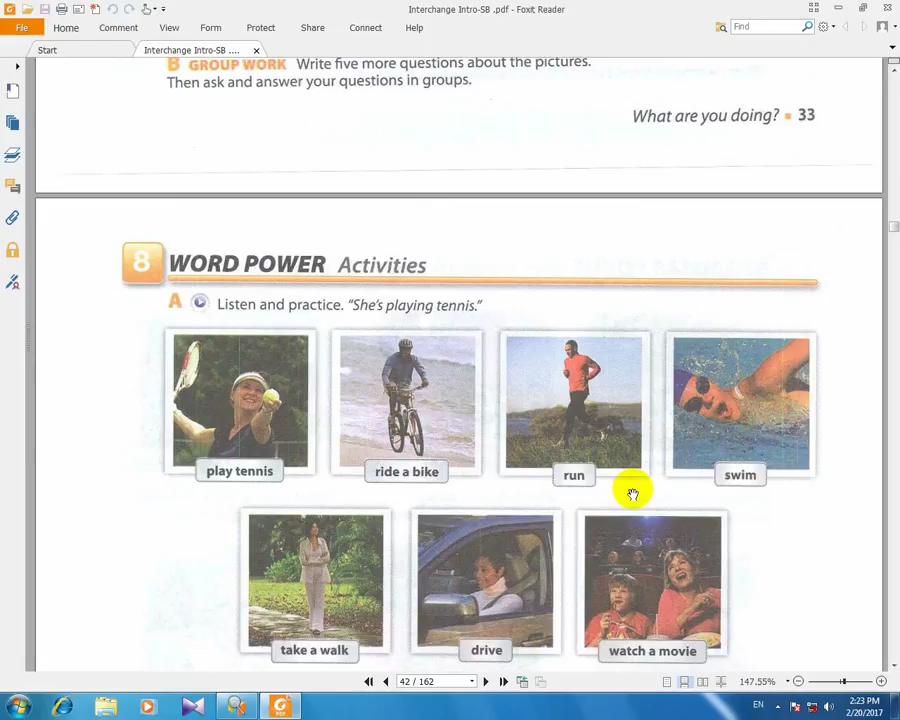 Interchange Intro-SB .pdf - Foxit Reader
File Home Comment View Form Protect Share Connect Help Find
Start Interchange Intro-SB ....
B GROUP WORK Write five more questions about the pictures.
Then ask and answer your questions in groups.
What are you doing? ▪ 33
8 WORD POWER Activities
A Listen and practice. "She's playing tennis."
play tennis
ride a bike
run
swim
take a walk
drive
watch a movie
42 / 162
147.55%
EN
2:23 PM
2/20/2017